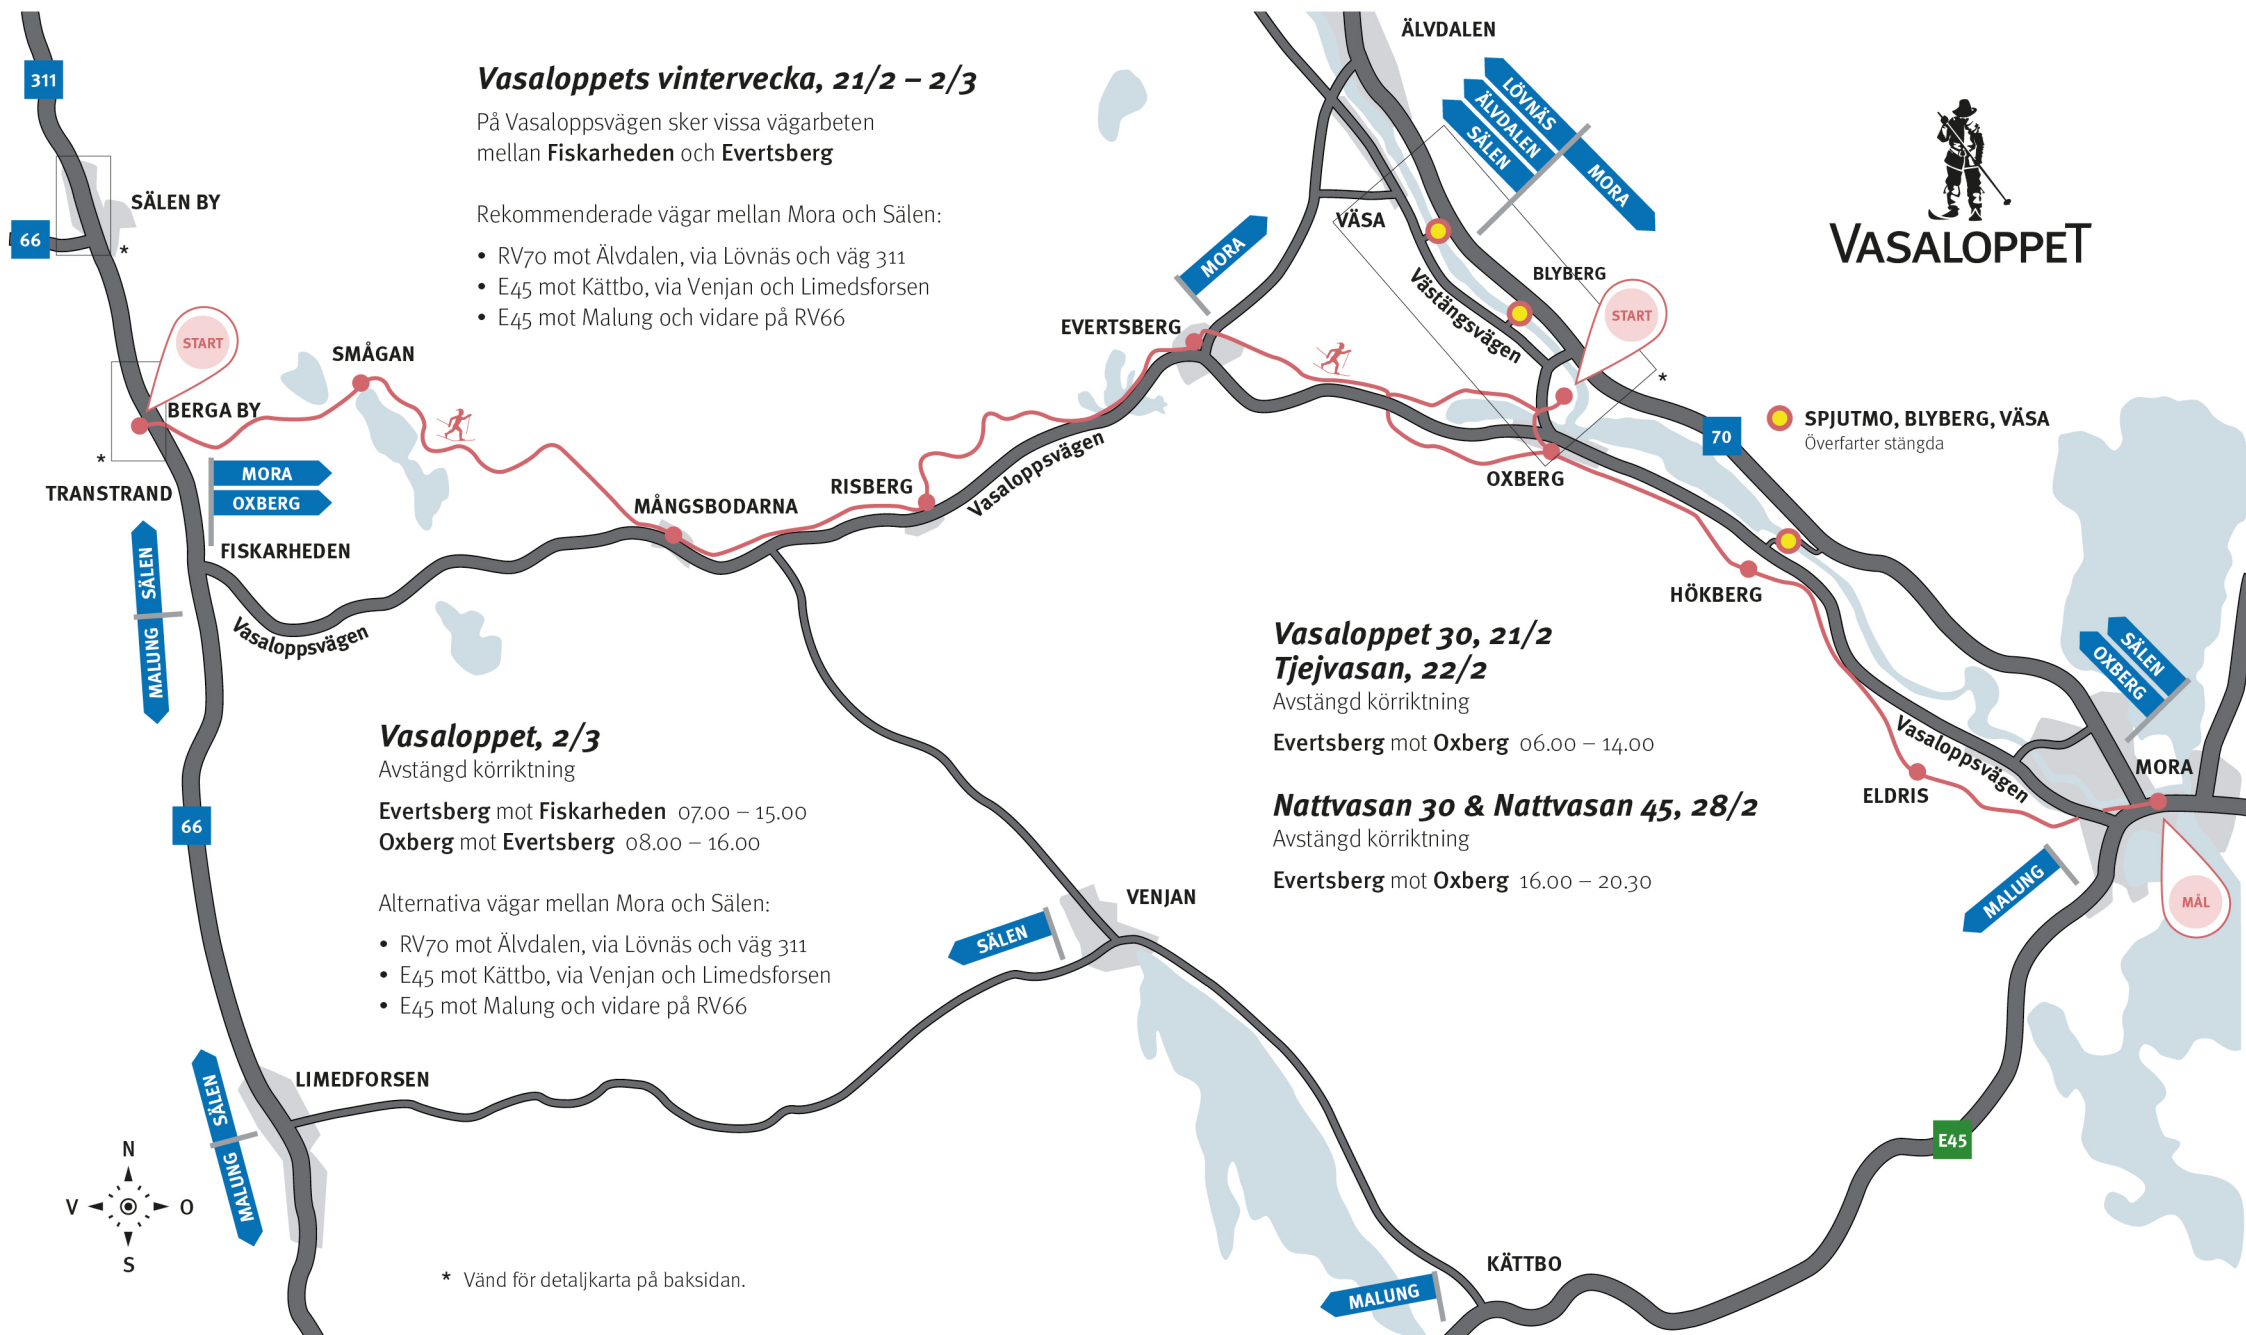 311
SÄLEN BY
66
*
Vasaloppets vintervecka, 21/2 – 2/3
På Vasaloppsvägen sker vissa vägarbeten
mellan Fiskarheden och Evertsberg
Rekommenderade vägar mellan Mora och Sälen:
• RV70 mot Älvdalen, via Lövnäs och väg 311
• E45 mot Kättbo, via Venjan och Limedsforsen
• E45 mot Malung och vidare på RV66
ÄLVDALEN
LÖVNÄS
ÄLVDALEN
SÄLEN
MORA
VASALOPPET
VÄSA
MORA
Västängsvägen
BLYBERG
START
*
START
BERGA BY
*
SMÅGAN
EVERTSBERG
TRANSTRAND
MORA
OXBERG
FISKARHEDEN
SÄLEN
MALUNG
Vasaloppsvägen
MÅNGSBODARNA
RISBERG
Vasaloppsvägen
OXBERG
70
SPJUTMO, BLYBERG, VÄSA
Överfarter stängda
HÖKBERG
SÄLEN
OXBERG
Vasaloppsvägen
MORA
ELDRIS
MALUNG
MÅL
Vasaloppet 30, 21/2
Tjejvasan, 22/2
Avstängd körriktning
Evertsberg mot Oxberg 06.00 – 14.00
Nattvasan 30 & Nattvasan 45, 28/2
Avstängd körriktning
Evertsberg mot Oxberg 16.00 – 20.30
66
Vasaloppet, 2/3
Avstängd körriktning
Evertsberg mot Fiskarheden 07.00 – 15.00
Oxberg mot Evertsberg 08.00 – 16.00
Alternativa vägar mellan Mora och Sälen:
• RV70 mot Älvdalen, via Lövnäs och väg 311
• E45 mot Kättbo, via Venjan och Limedsforsen
• E45 mot Malung och vidare på RV66
VENJAN
SÄLEN
LIMEDFORSEN
SÄLEN
MALUNG
E45
KÄTTBO
MALUNG
N
V
O
S
* Vänd för detaljkarta på baksidan.